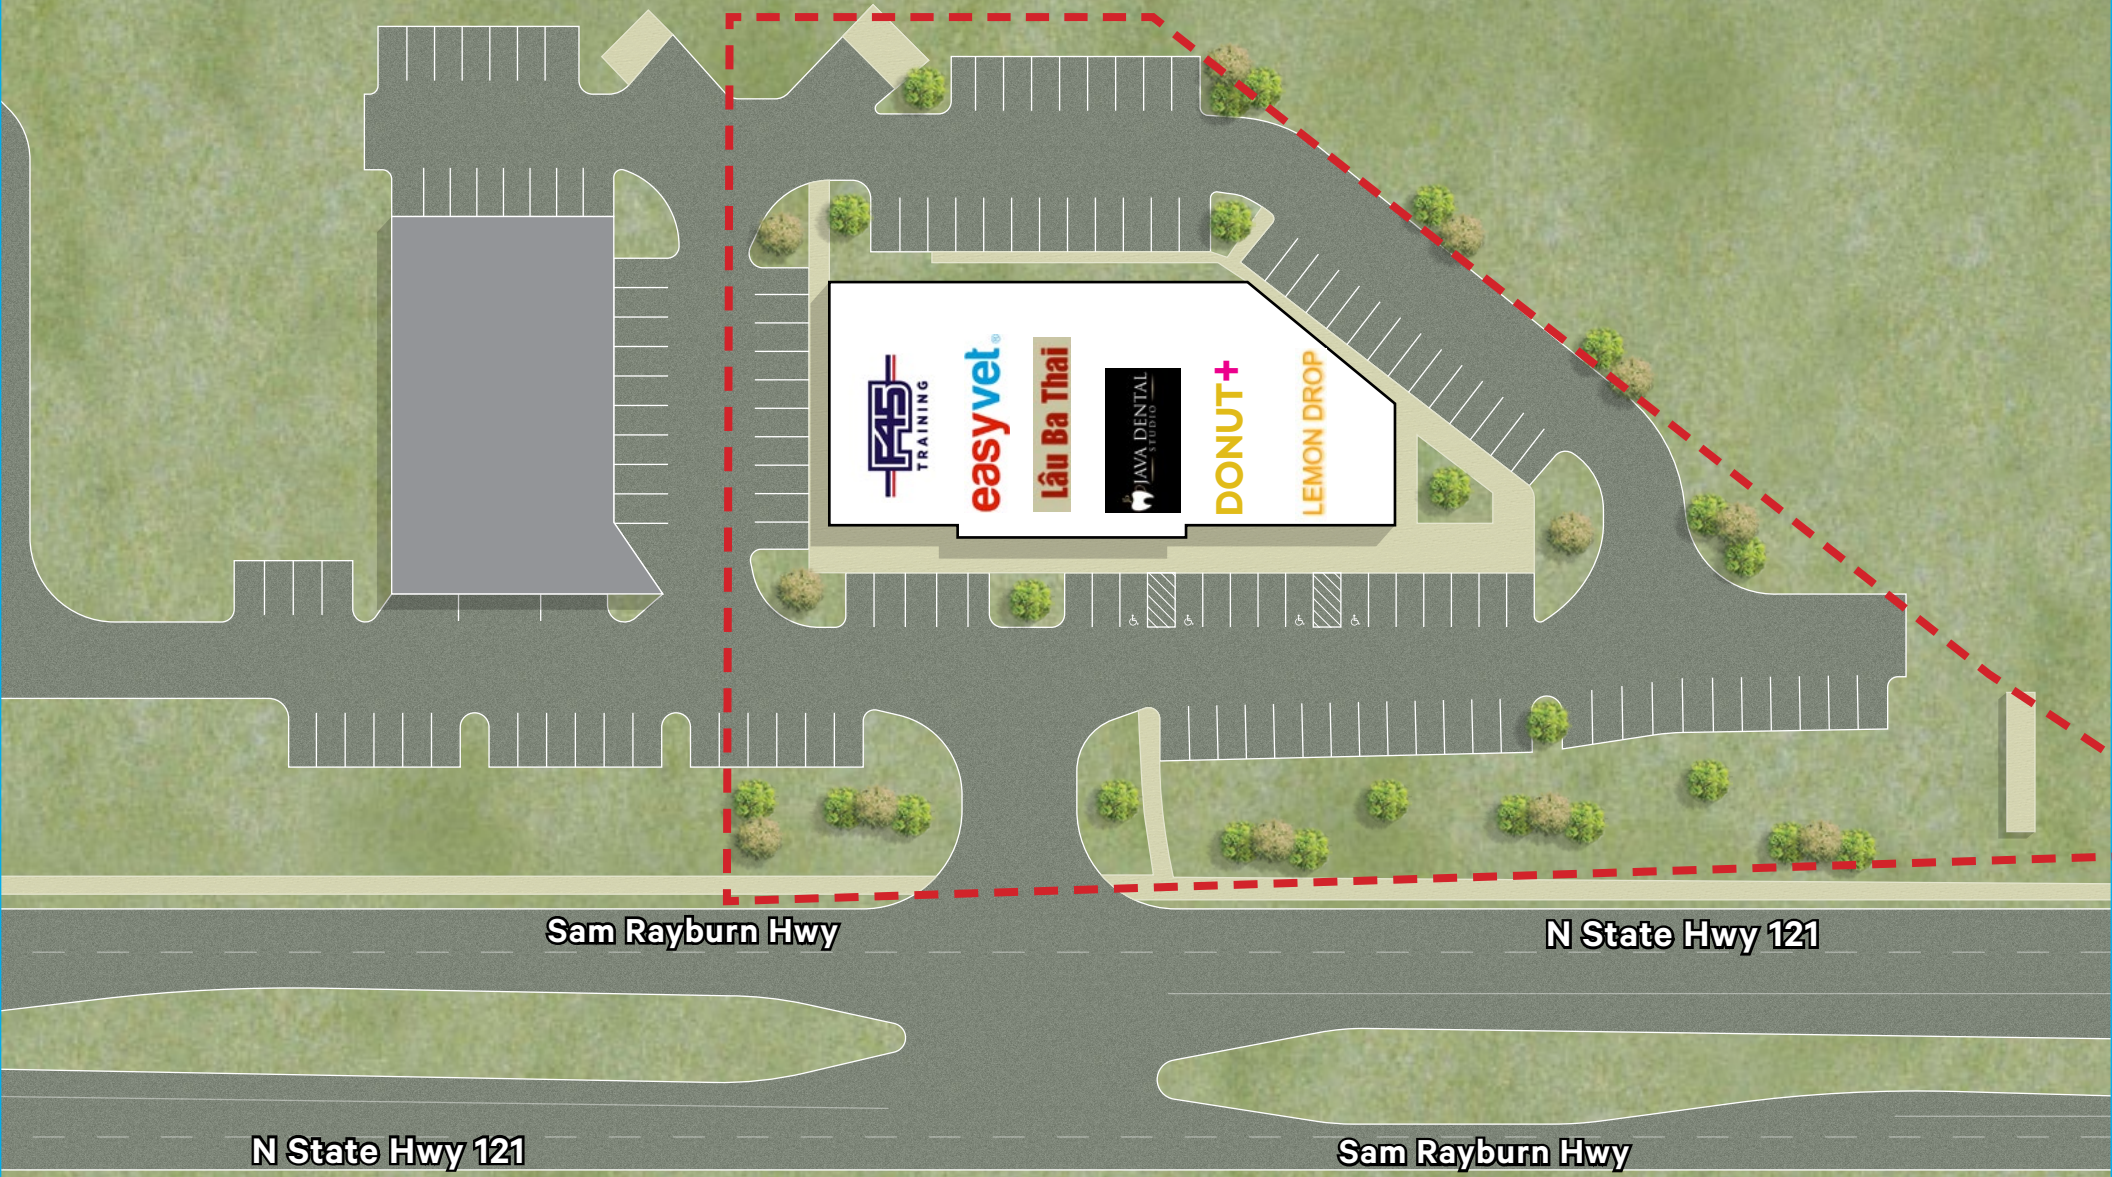 F45
TRAINING
easyvet®
Lâu Ba Thai
JAVA DENTAL
STUDIO
DONUT+
LEMON DROP
Sam Rayburn Hwy
N State Hwy 121
N State Hwy 121
Sam Rayburn Hwy